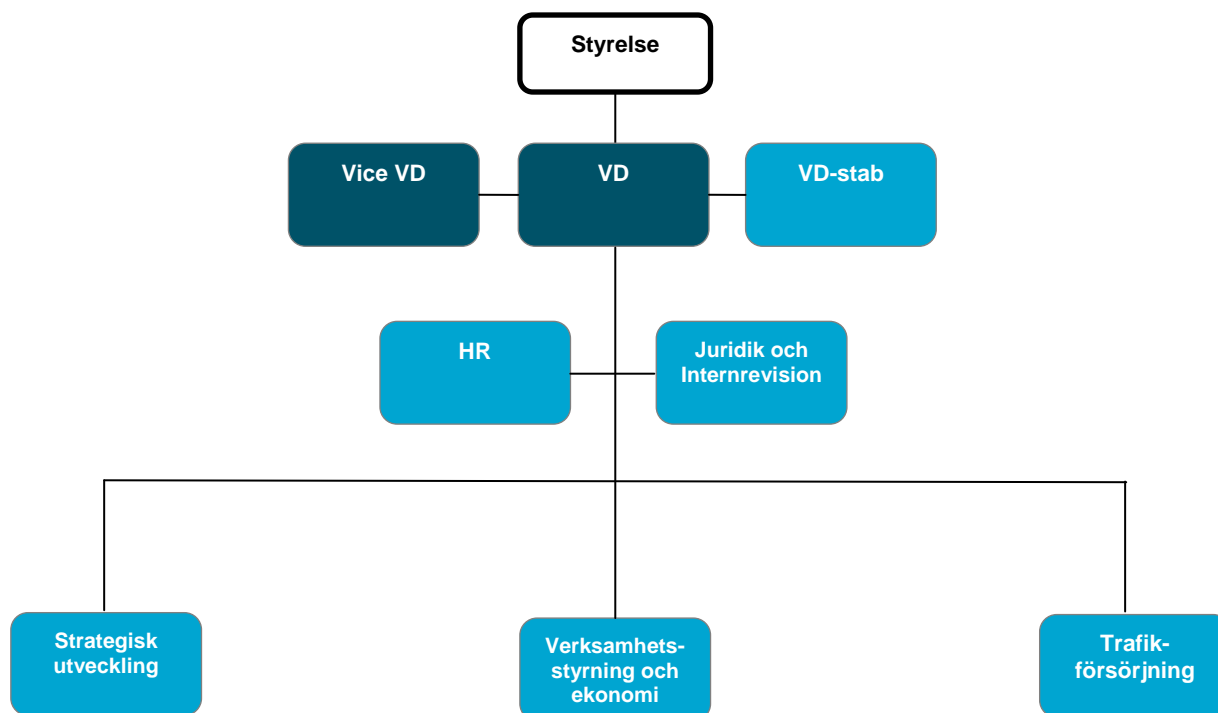 Styrelse
Vice VD
VD
VD-stab
HR
Juridik och
Internrevision
Strategisk
utveckling
Verksamhets-
styrning och
ekonomi
Trafik-
försörjning